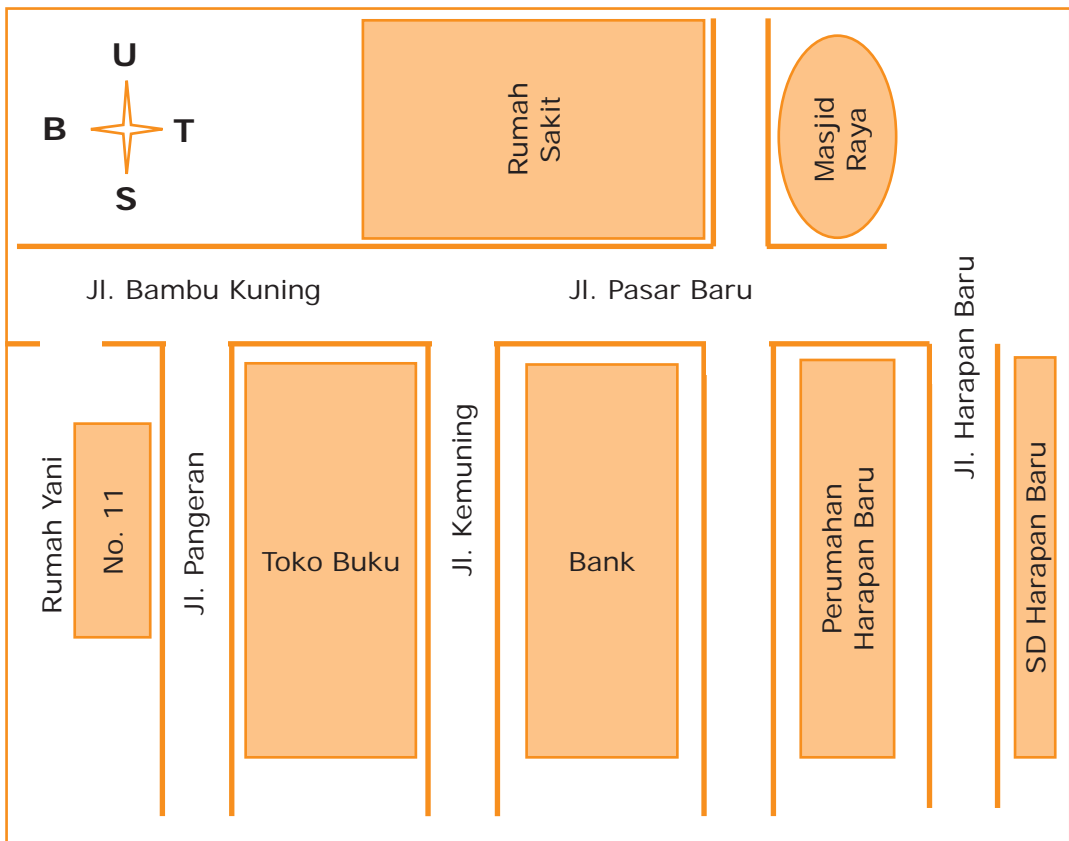 U
B
T
S
Rumah
Sakit
Masjid
Raya
Jl. Bambu Kuning
Jl. Pasar Baru
Jl. Harapan Baru
Rumah Yani
No. 11
Jl. Pangeran
Toko Buku
Jl. Kemuning
Bank
Perumahan
Harapan Baru
SD Harapan Baru